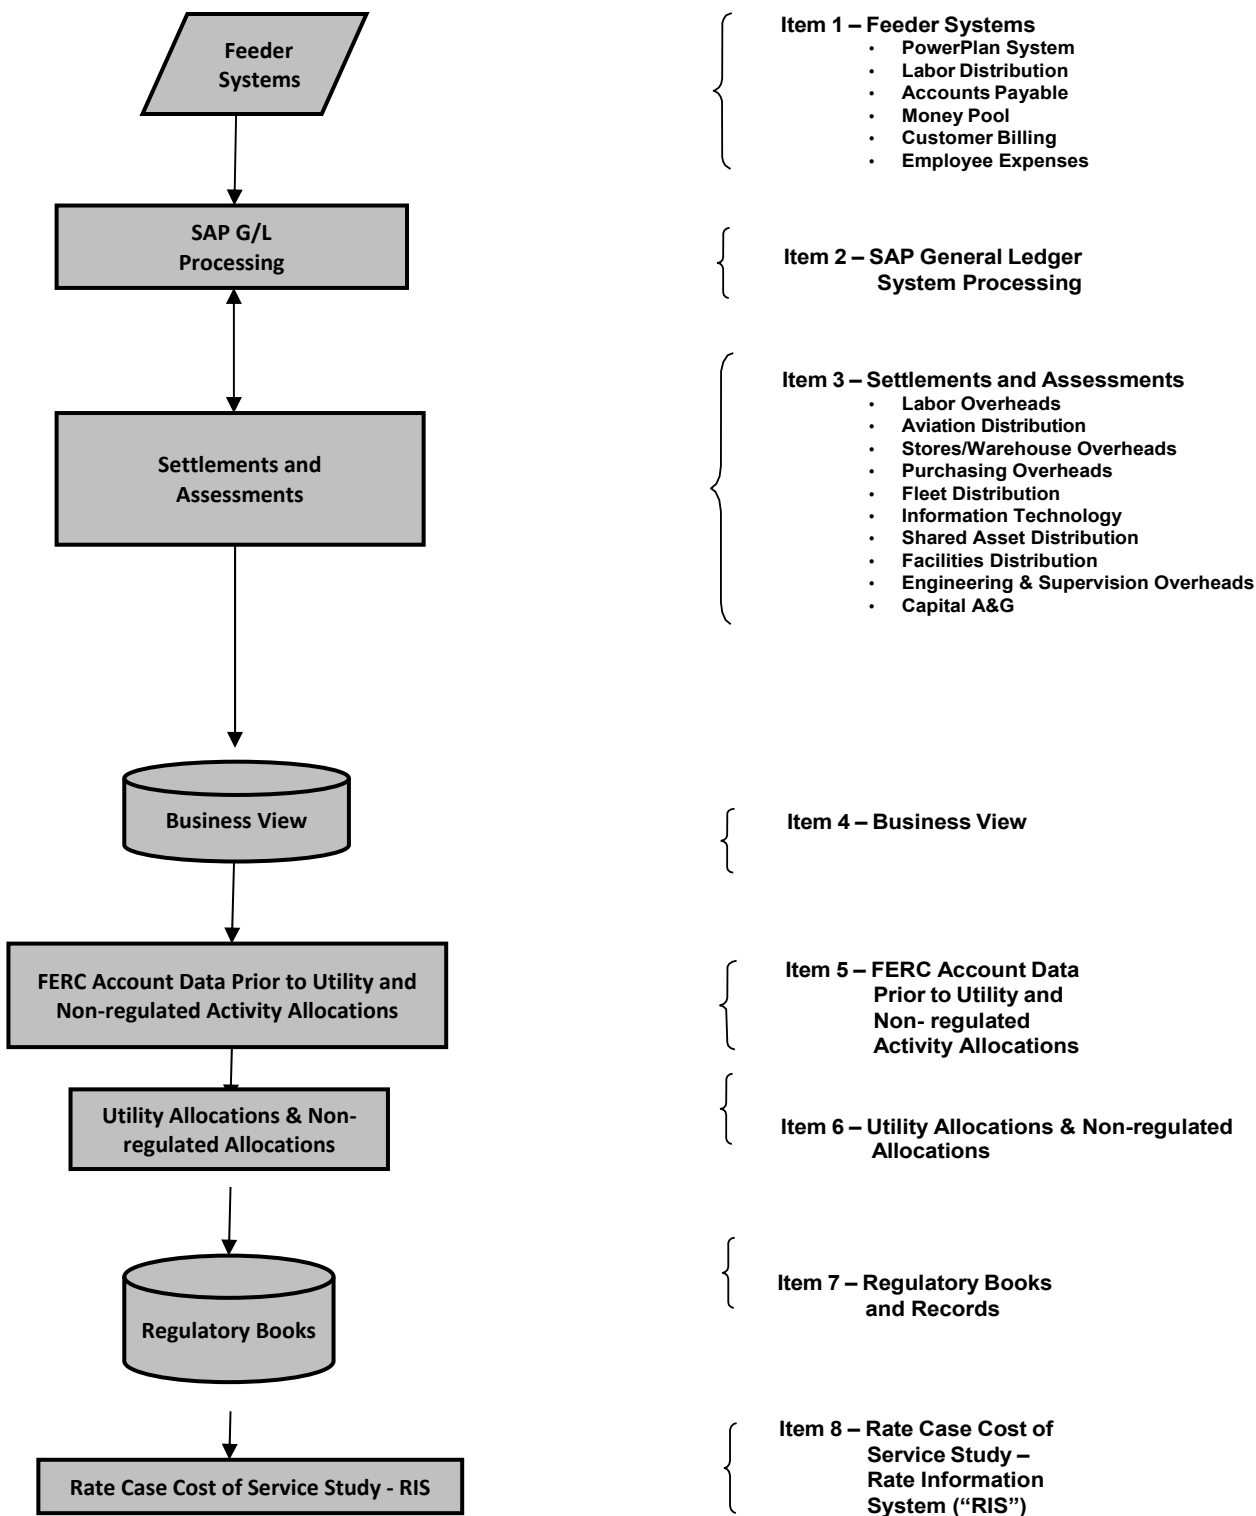 Feeder
Systems
Item 1 – Feeder Systems
• PowerPlan System
• Labor Distribution
• Accounts Payable
• Money Pool
• Customer Billing
• Employee Expenses
SAP G/L
Processing
Item 2 – SAP General Ledger
System Processing
Settlements and
Assessments
Item 3 – Settlements and Assessments
• Labor Overheads
• Aviation Distribution
• Stores/Warehouse Overheads
• Purchasing Overheads
• Fleet Distribution
• Information Technology
• Shared Asset Distribution
• Facilities Distribution
• Engineering & Supervision Overheads
• Capital A&G
Business View
Item 4 – Business View
FERC Account Data Prior to Utility and
Non-regulated Activity Allocations
Item 5 – FERC Account Data
Prior to Utility and
Non- regulated
Activity Allocations
Utility Allocations & Non-
regulated Allocations
Item 6 – Utility Allocations & Non-regulated
Allocations
Regulatory Books
Item 7 – Regulatory Books
and Records
Rate Case Cost of Service Study - RIS
Item 8 – Rate Case Cost of
Service Study –
Rate Information
System (“RIS”)